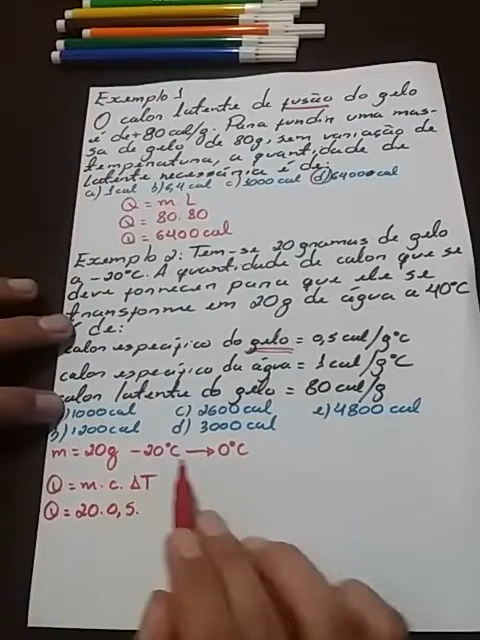 Exemplo 1
O calor latente de fusão do gelo
é de +80 cal/g. Para fundir uma mas-
sa de gelo de 80g, sem variação de
temperatura, a quantidade de
latente necessária é de:
a) 1 cal b) 6,4 cal c) 1000 cal d) 64000 cal
Q = m.L
Q = 80.80
Q = 6400 cal
Exemplo 2: Tem-se 20 gramas de gelo
a -20°C. A quantidade de calor que se
deve fornecer para que ele se
transforme em 20g de água a 40°C
é de:
calor específico do gelo = 0,5 cal/g°C
calor específico da água = 1 cal/g°C
calor latente do gelo = 80 cal/g
) 1000 cal c) 2600 cal e) 4800 cal
b) 1200 cal d) 3000 cal
m = 20g -20°C → 0°C
Q = m.c.ΔT
Q = 20.0,5.